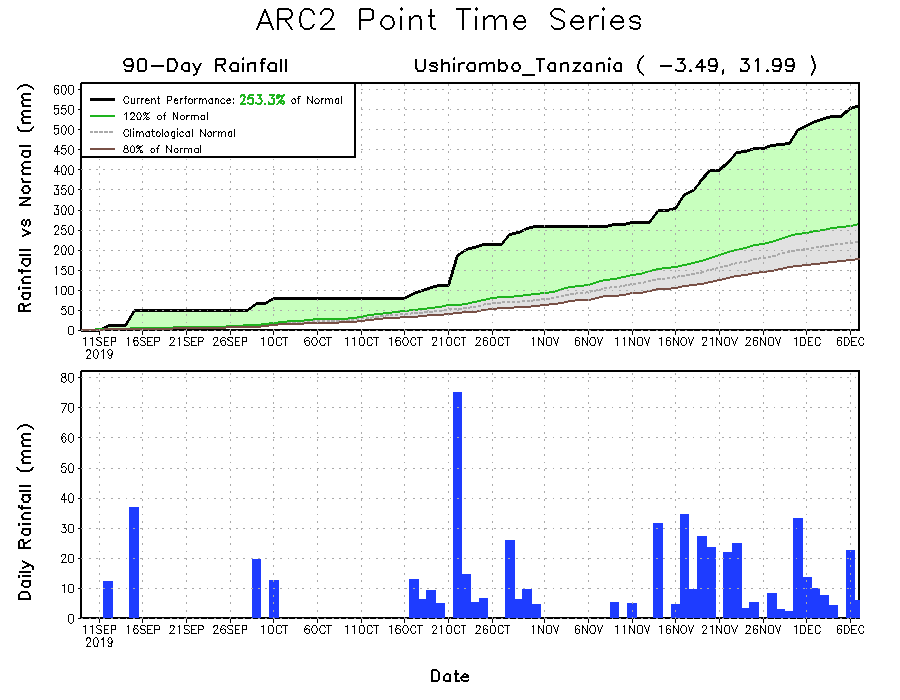 ARC2 Point Time Series
90-Day Rainfall
Ushirambo_Tanzania ( -3.49, 31.99 )
Rainfall vs Normal (mm)
600
550
500
450
400
350
300
250
200
150
100
50
0
Current Performance: 253.3% of Normal
120% of Normal
Climatological Normal
80% of Normal
11SEP 16SEP 21SEP 26SEP 1OCT 6OCT 11OCT 16OCT 21OCT 26OCT 1NOV 6NOV 11NOV 16NOV 21NOV 26NOV 1DEC 6DEC
2019
Daily Rainfall (mm)
80
70
60
50
40
30
20
10
0
11SEP 16SEP 21SEP 26SEP 1OCT 6OCT 11OCT 16OCT 21OCT 26OCT 1NOV 6NOV 11NOV 16NOV 21NOV 26NOV 1DEC 6DEC
2019
Date